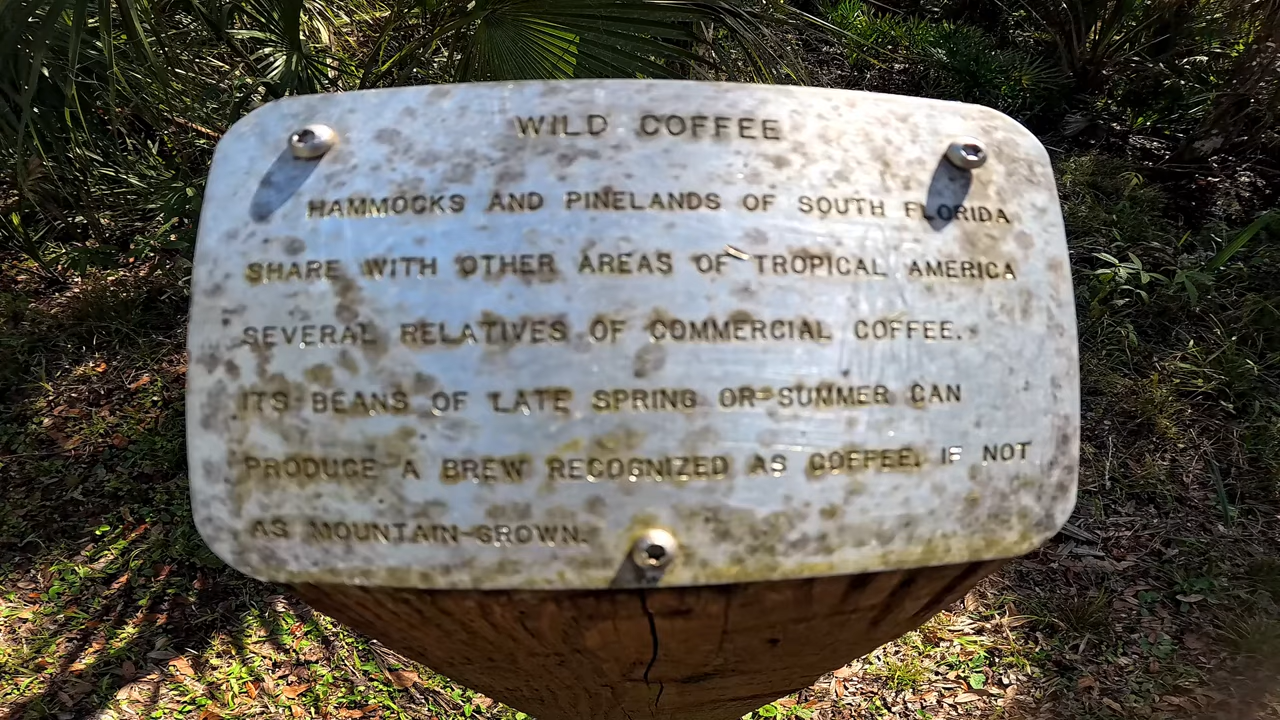 WILD COFFEE
HAMMOCKS AND PINELANDS OF SOUTH FLORIDA
SHARE WITH OTHER AREAS OF TROPICAL AMERICA
SEVERAL RELATIVES OF COMMERCIAL COFFEE.
ITS BEANS OF LATE SPRING OR SUMMER CAN
PRODUCE A BREW RECOGNIZED AS COFFEE, IF NOT
AS MOUNTAIN-GROWN.